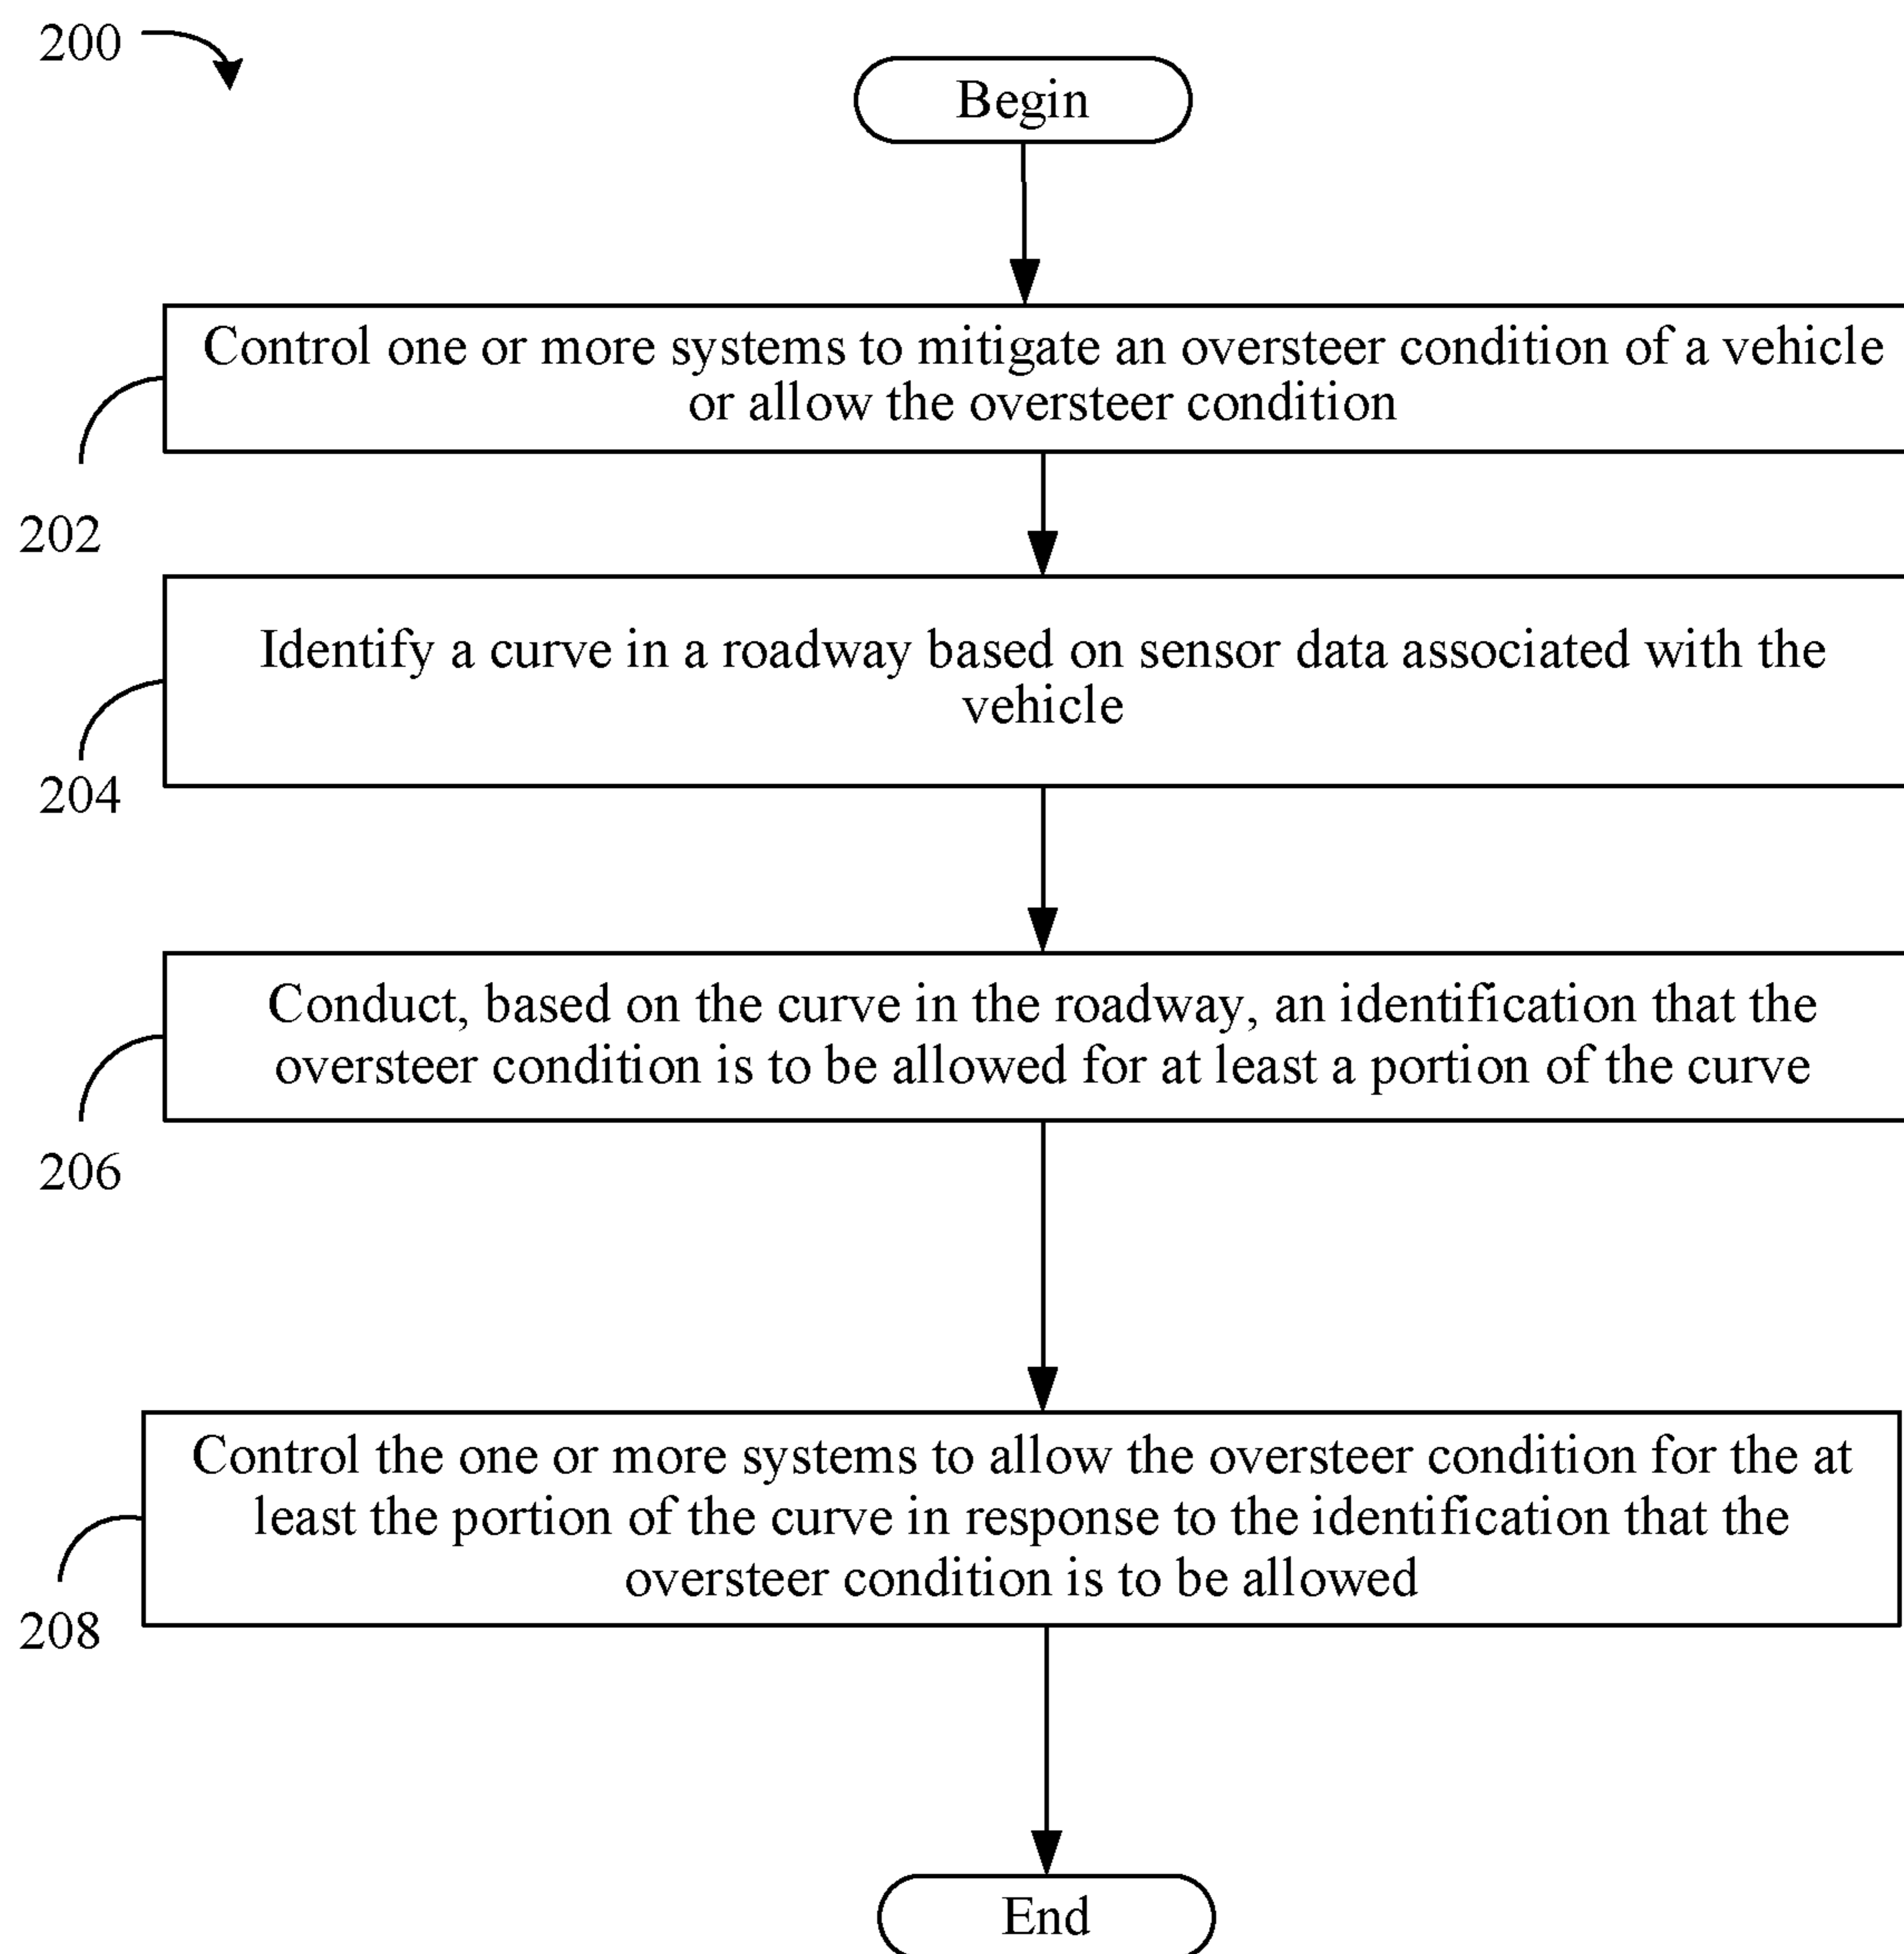 200
Begin
Control one or more systems to mitigate an oversteer condition of a vehicle
or allow the oversteer condition
202
Identify a curve in a roadway based on sensor data associated with the
vehicle
204
Conduct, based on the curve in the roadway, an identification that the
oversteer condition is to be allowed for at least a portion of the curve
206
Control the one or more systems to allow the oversteer condition for the at
least the portion of the curve in response to the identification that the
oversteer condition is to be allowed
208
End